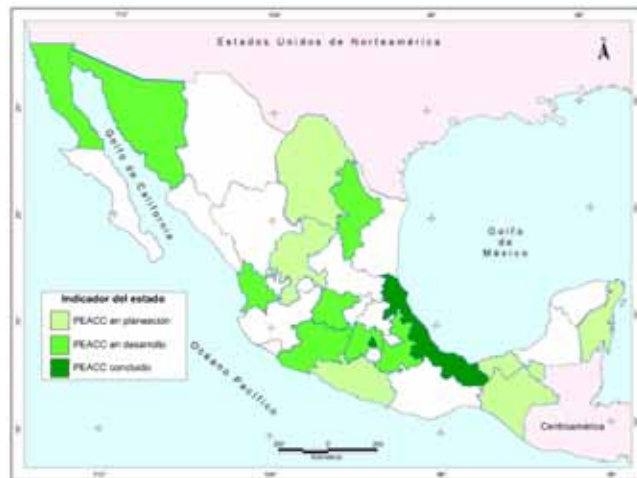 Estados Unidos de Norteamérica
Golfo de California
Golfo
de
México
Indicador del estado
PEACC en planeación
PEACC en desarrollo
PEACC concluido
Océano Pacífico
Centroamérica